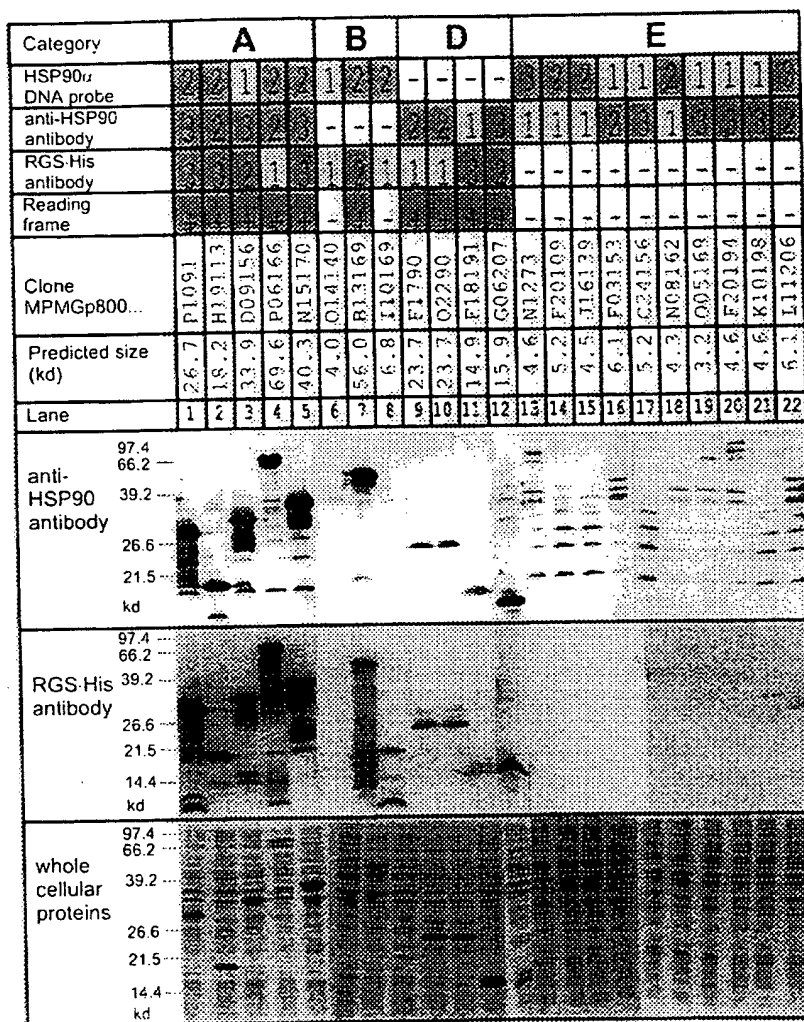 Category A B D E
HSP90α
DNA probe 2 2 1 2 2 1 2 2 - - - - 3 2 2 1 1 2 1 1 1
anti-HSP90
antibody - - - 2 2 1 1 1 1 1
RGS·His
antibody 1 1 1 1 1 - - - - - - - - - -
Reading
frame - - - - - - - - - - - -
Clone
MPMGp800...
P1091 H19113 D09156 P06166 N15170 O14140 B13169 I10169 F1790 O2290 F18191 G06207 N1273 F20109 J16139 F03153 C24156 N08162 O05169 F20194 K10198 L11206
Predicted size
(kd)
26.7 18.2 33.9 69.6 40.3 4.0 56.0 6.8 23.7 23.7 14.9 15.9 4.6 5.2 4.5 6.1 5.2 4.3 3.2 4.6 4.6 6.1
Lane 1 2 3 4 5 6 7 8 9 10 11 12 13 14 15 16 17 18 19 20 21 22
anti-
HSP90
antibody
97.4
66.2
39.2
26.6
21.5
kd
RGS·His
antibody
97.4
66.2
39.2
26.6
21.5
14.4
kd
whole
cellular
proteins
97.4
66.2
39.2
26.6
21.5
14.4
kd